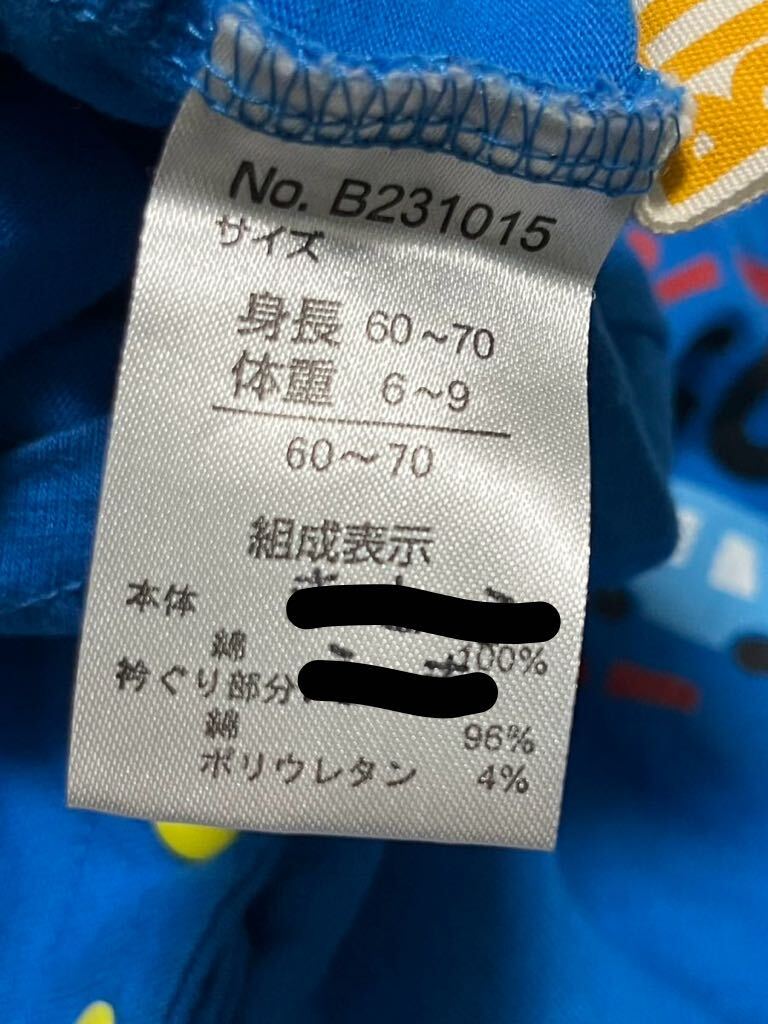 No. B231015
サイズ
身長 60~70
体重 6~9
60～70
組成表示
本体
綿 100%
衿ぐり部分
綿 96%
ポリウレタン 4%